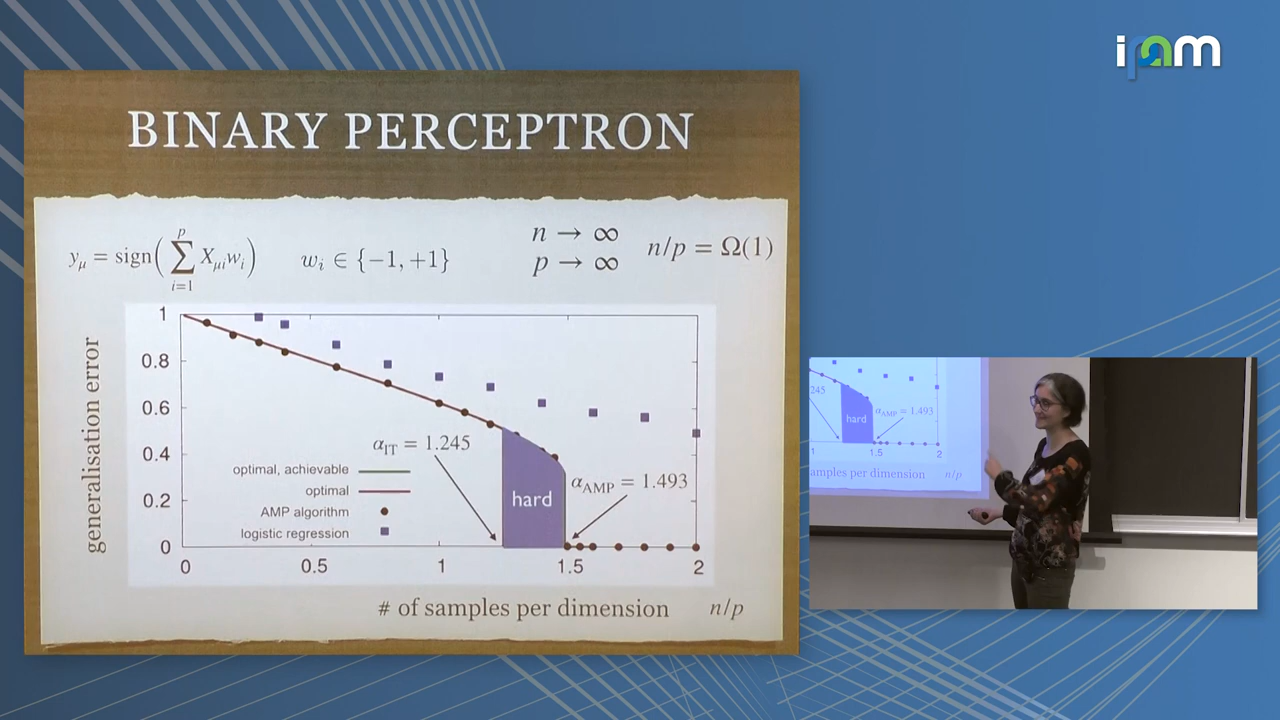 ipam
BINARY PERCEPTRON
y_μ = sign(∑_{i=1}^{p} X_{μi} w_i)
w_i ∈ {−1, +1}
n → ∞
p → ∞
n/p = Ω(1)
generalisation error
1
0.8
0.6
0.4
0.2
0
α_IT = 1.245
optimal, achievable
optimal
AMP algorithm
logistic regression
hard
α_AMP = 1.493
0 0.5 1 1.5 2
# of samples per dimension n/p
245
hard
α_AMP = 1.493
1 1.5 2
amples per dimension n/p